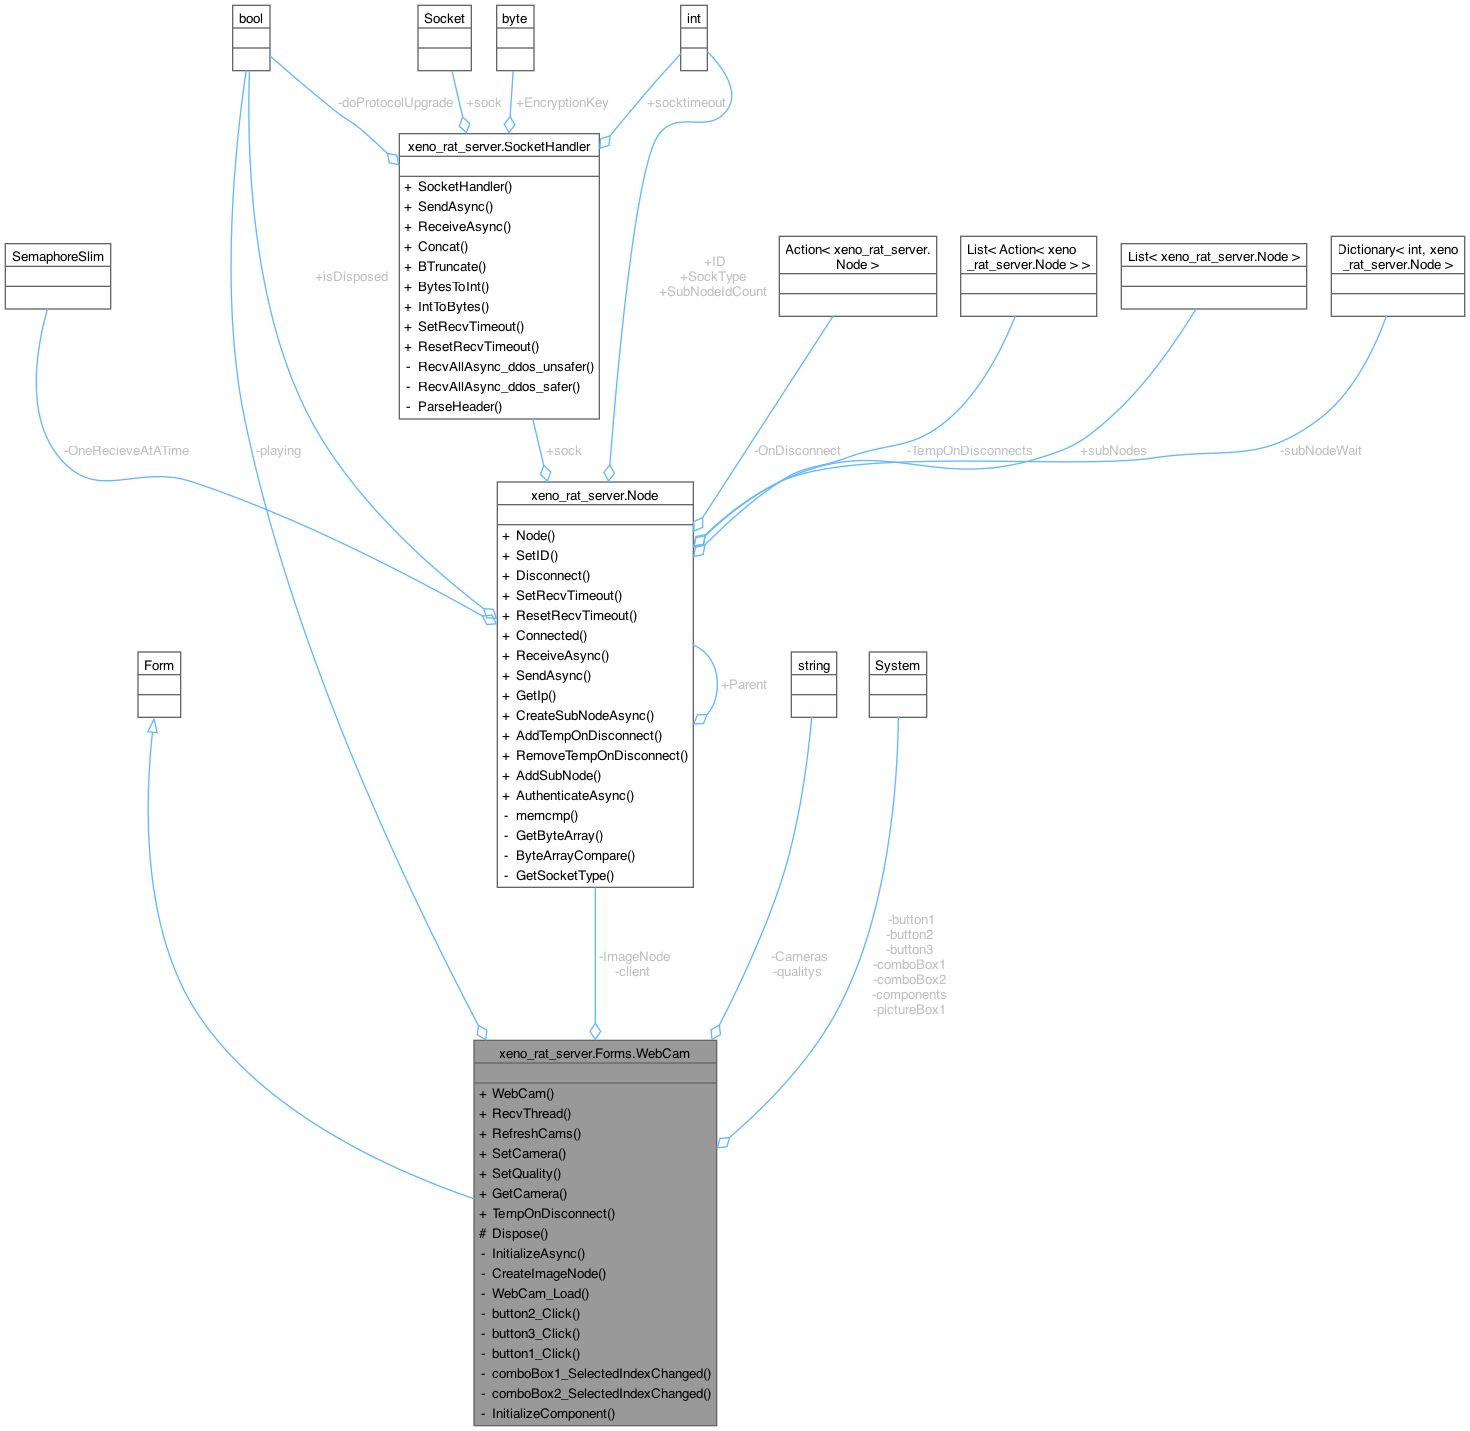 bool
Socket
byte
int
-doProtocolUpgrade
+sock
+EncryptionKey
+socktimeout
xeno_rat_server.SocketHandler
+ SocketHandler()
+ SendAsync()
+ ReceiveAsync()
+ Concat()
+ BTruncate()
+ BytesToInt()
+ IntToBytes()
+ SetRecvTimeout()
+ ResetRecvTimeout()
- RecvAllAsync_ddos_unsafer()
- RecvAllAsync_ddos_safer()
- ParseHeader()
SemaphoreSlim
+isDisposed
+ID
+SockType
+SubNodeIdCount
Action< xeno_rat_server.
Node >
List< Action< xeno
_rat_server.Node > >
List< xeno_rat_server.Node >
Dictionary< int, xeno
_rat_server.Node >
-OneRecieveAtATime
-playing
+sock
-OnDisconnect
-TempOnDisconnects
+subNodes
-subNodeWait
xeno_rat_server.Node
+ Node()
+ SetID()
+ Disconnect()
+ SetRecvTimeout()
+ ResetRecvTimeout()
+ Connected()
+ ReceiveAsync()
+ SendAsync()
+ GetIp()
+ CreateSubNodeAsync()
+ AddTempOnDisconnect()
+ RemoveTempOnDisconnect()
+ AddSubNode()
+ AuthenticateAsync()
- memcmp()
- GetByteArray()
- ByteArrayCompare()
- GetSocketType()
Form
+Parent
string
System
-ImageNode
-client
-Cameras
-qualitys
-button1
-button2
-button3
-comboBox1
-comboBox2
-components
-pictureBox1
xeno_rat_server.Forms.WebCam
+ WebCam()
+ RecvThread()
+ RefreshCams()
+ SetCamera()
+ SetQuality()
+ GetCamera()
+ TempOnDisconnect()
# Dispose()
- InitializeAsync()
- CreateImageNode()
- WebCam_Load()
- button2_Click()
- button3_Click()
- button1_Click()
- comboBox1_SelectedIndexChanged()
- comboBox2_SelectedIndexChanged()
- InitializeComponent()